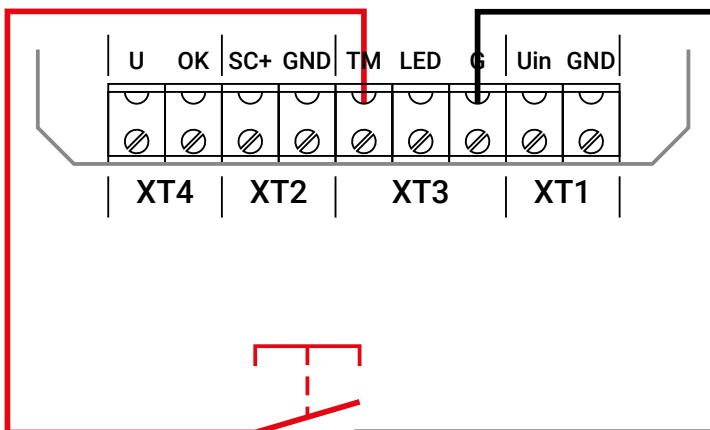 U OK SC+ GND TM LED G Uin GND
XT4 XT2 XT3 XT1